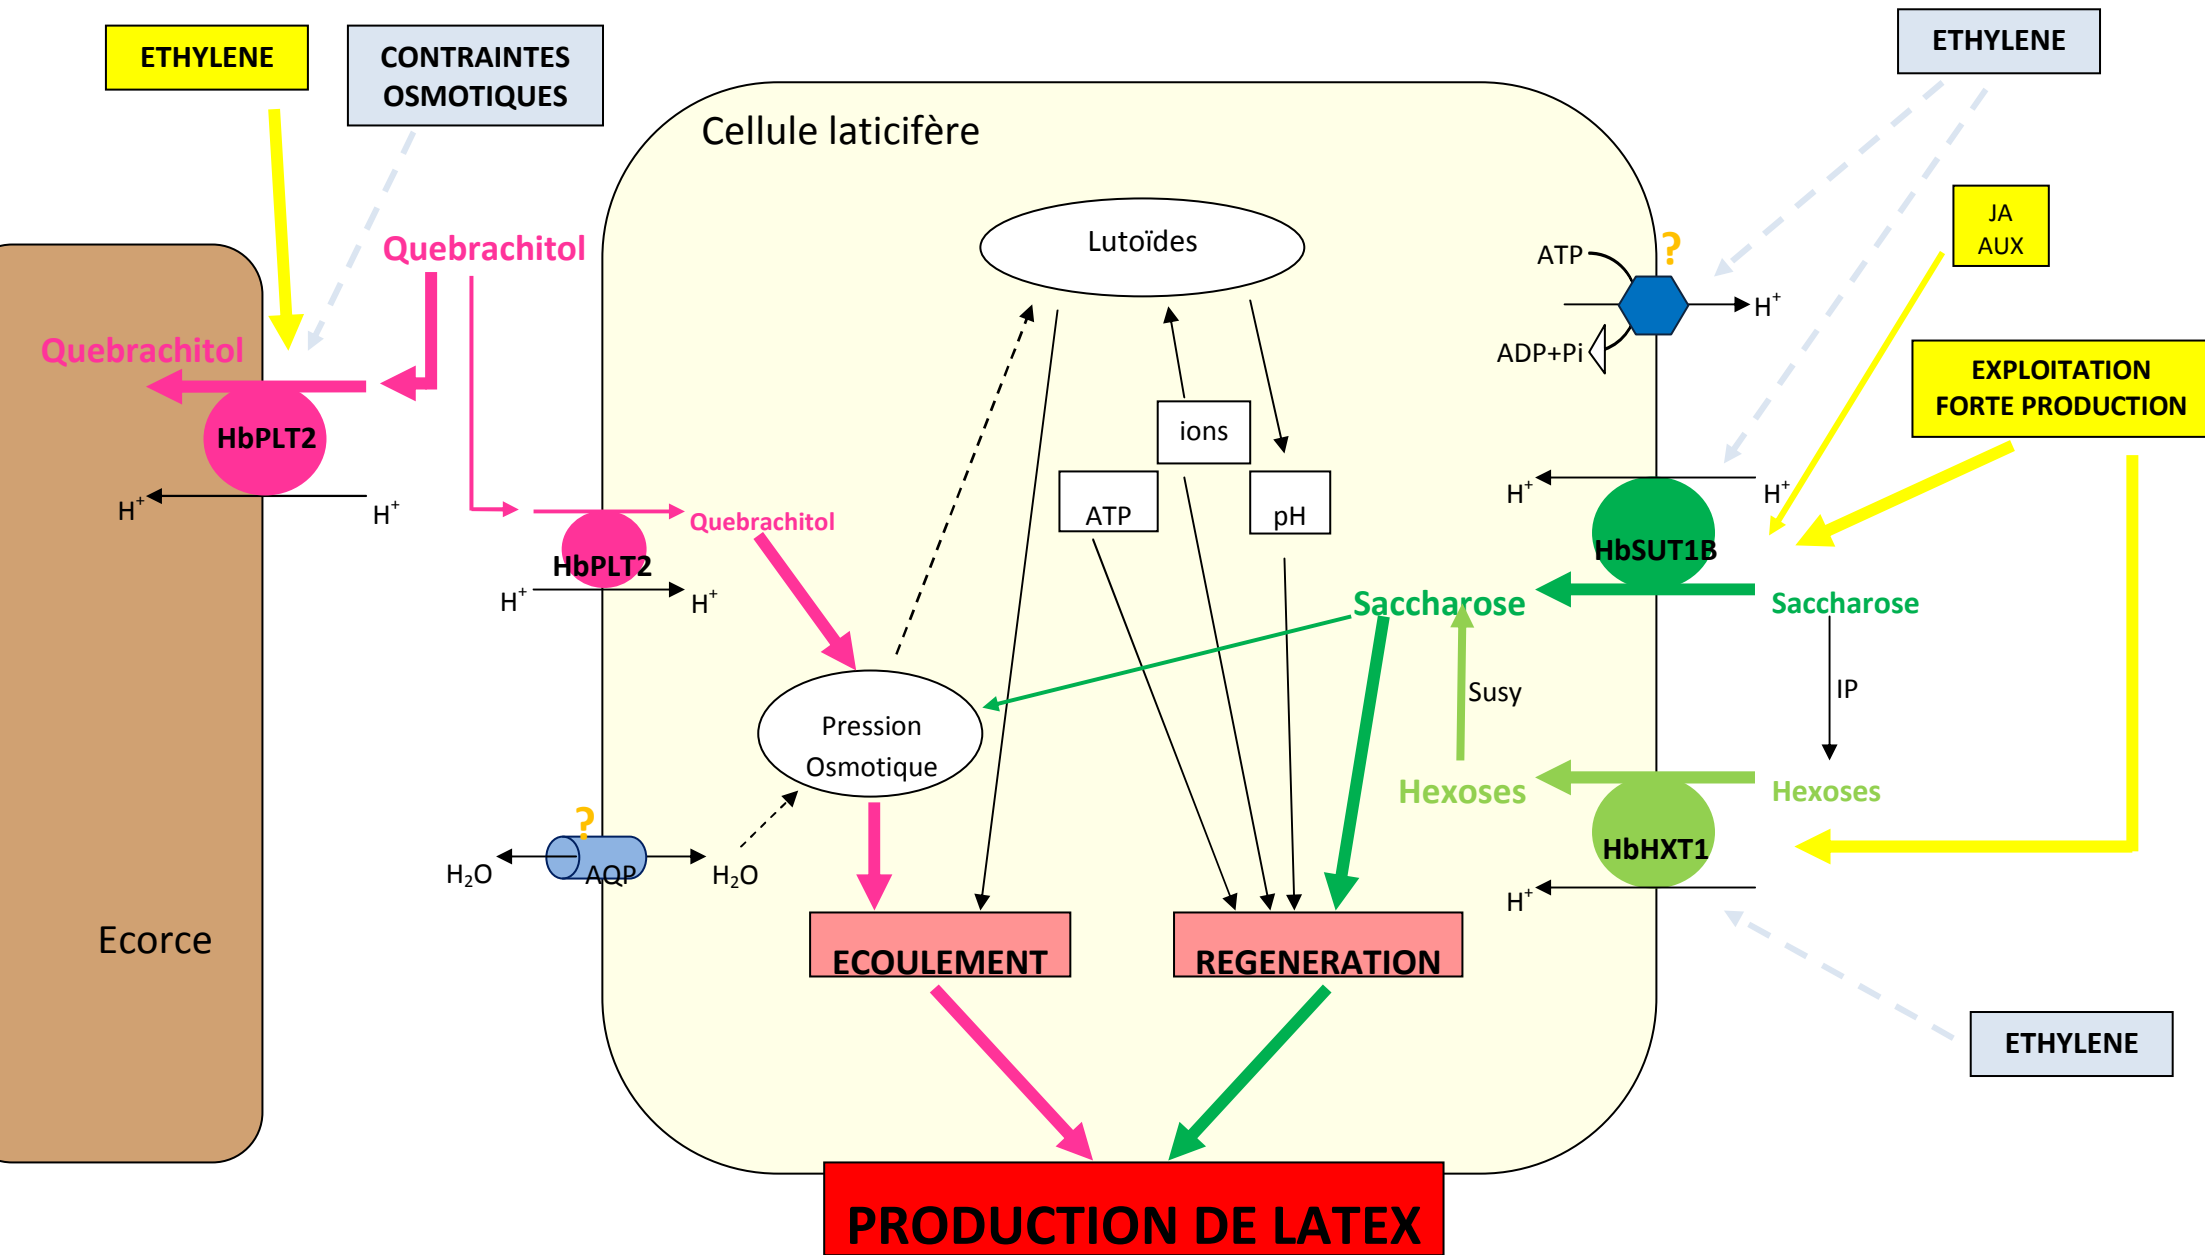 ETHYLENE
CONTRAINTES
OSMOTIQUES
ETHYLENE
Cellule laticifère
JA
AUX
Quebrachitol
Lutoïdes
ATP
?
H+
ADP+Pi
Quebrachitol
EXPLOITATION
FORTE PRODUCTION
HbPLT2
ions
H+
H+
ATP
pH
H+
H+
Quebrachitol
HbPLT2
HbSUT1B
H+
H+
Saccharose
Saccharose
Susy
IP
Pression
Osmotique
Hexoses
Hexoses
?
HbHXT1
H2O
AQP
H2O
H+
Ecorce
ECOULEMENT
REGENERATION
ETHYLENE
PRODUCTION DE LATEX